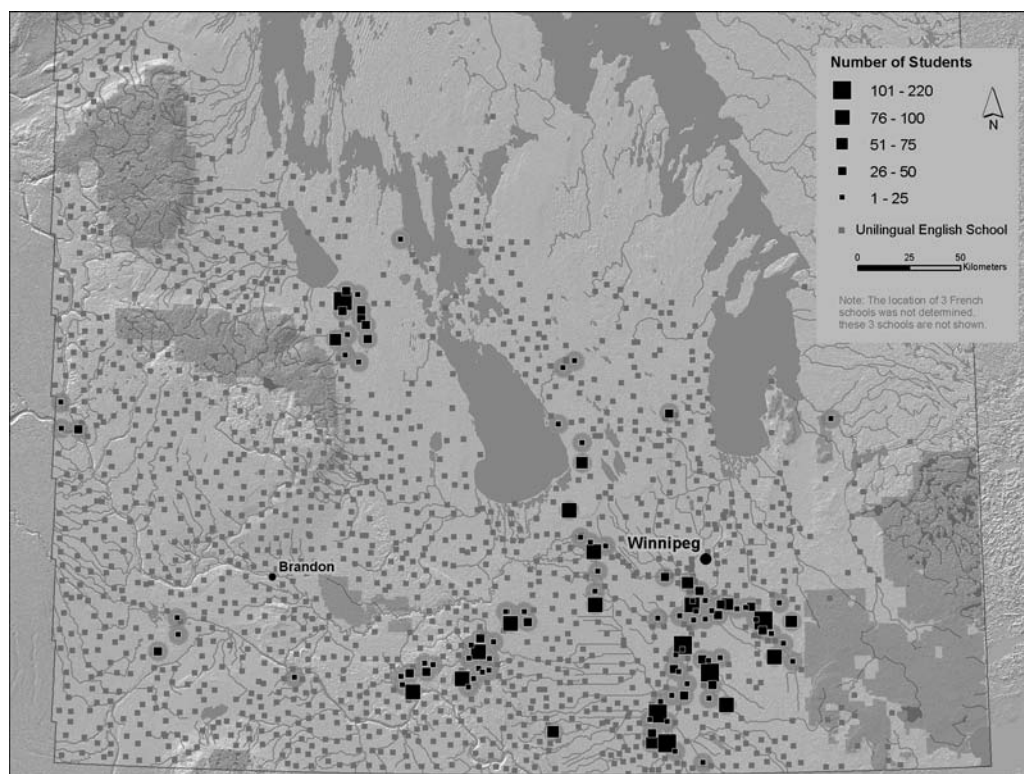 Number of Students
N
101 - 220
76 - 100
51 - 75
26 - 50
1 - 25
Unilingual English School
0 25 50
Kilometers
Note: The location of 3 French
schools was not determined,
these 3 schools are not shown.
Winnipeg
Brandon